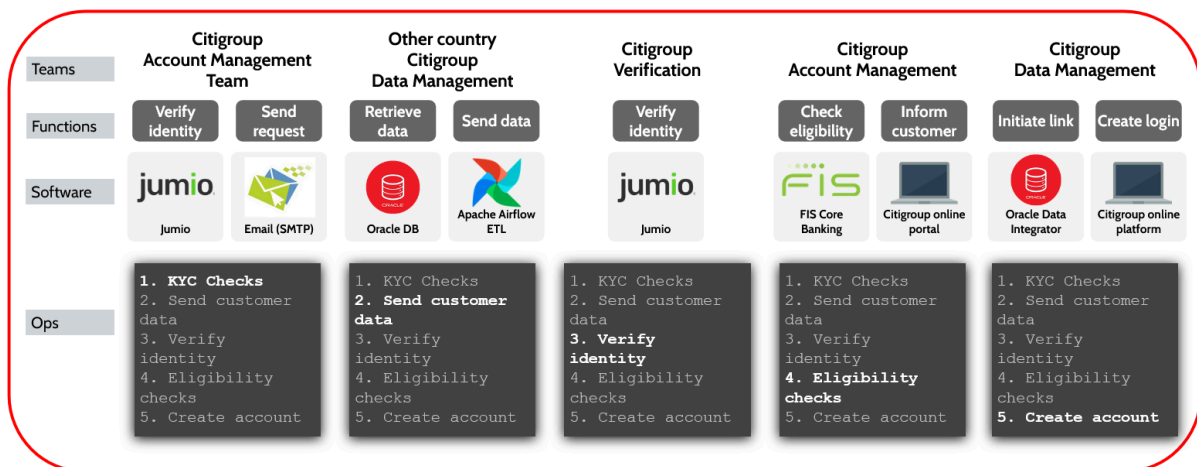 Teams
Citigroup
Account Management
Team
Other country
Citigroup
Data Management
Citigroup
Verification
Citigroup
Account Management
Citigroup
Data Management
Functions
Verify
identity
Send
request
Retrieve
data
Send data
Verify
identity
Check
eligibility
Inform
customer
Initiate link
Create login
Software
jumio.
Jumio
Email (SMTP)
ORACLE
Oracle DB
Apache Airflow
ETL
jumio.
Jumio
FIS
FIS Core
Banking
Citigroup online
portal
ORACLE
Oracle Data
Integrator
Citigroup online
platform
Ops
1. KYC Checks
2. Send customer
data
3. Verify
identity
4. Eligibility
checks
5. Create account
1. KYC Checks
2. Send customer
data
3. Verify
identity
4. Eligibility
checks
5. Create account
1. KYC Checks
2. Send customer
data
3. Verify
identity
4. Eligibility
checks
5. Create account
1. KYC Checks
2. Send customer
data
3. Verify
identity
4. Eligibility
checks
5. Create account
1. KYC Checks
2. Send customer
data
3. Verify
identity
4. Eligibility
checks
5. Create account